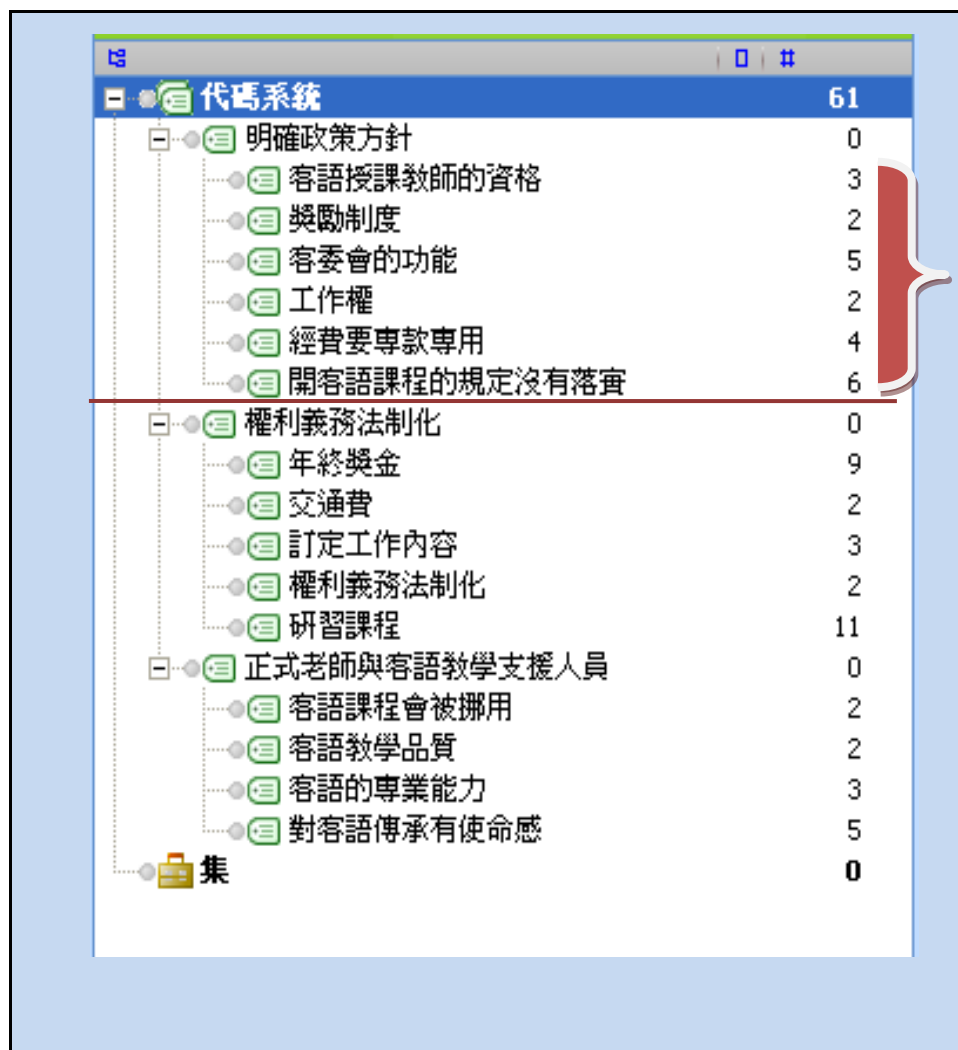 代碼系統 61
明確政策方針 0
客語授課教師的資格 3
獎勵制度 2
客委會的功能 5
工作權 2
經費要專款專用 4
開客語課程的規定沒有落實 6
權利義務法制化 0
年終獎金 9
交通費 2
訂定工作內容 3
權利義務法制化 2
研習課程 11
正式老師與客語教學支援人員 0
客語課程會被挪用 2
客語教學品質 2
客語的專業能力 3
對客語傳承有使命感 5
集 0